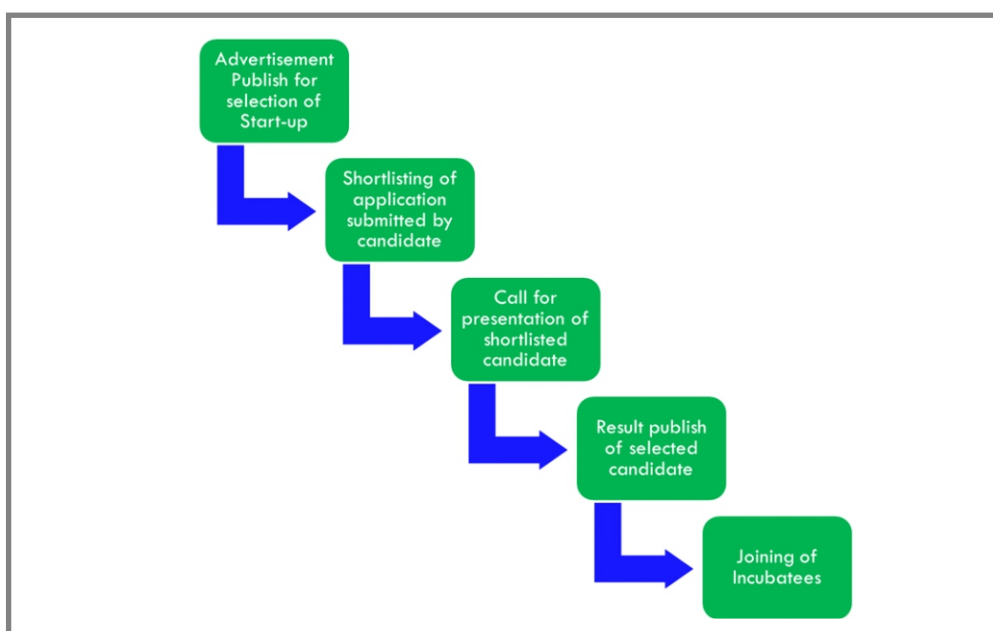 Advertisement
Publish for
selection of
Start-up
Shortlisting of
application
submitted by
candidate
Call for
presentation of
shortlisted
candidate
Result publish
of selected
candidate
Joining of
Incubatees